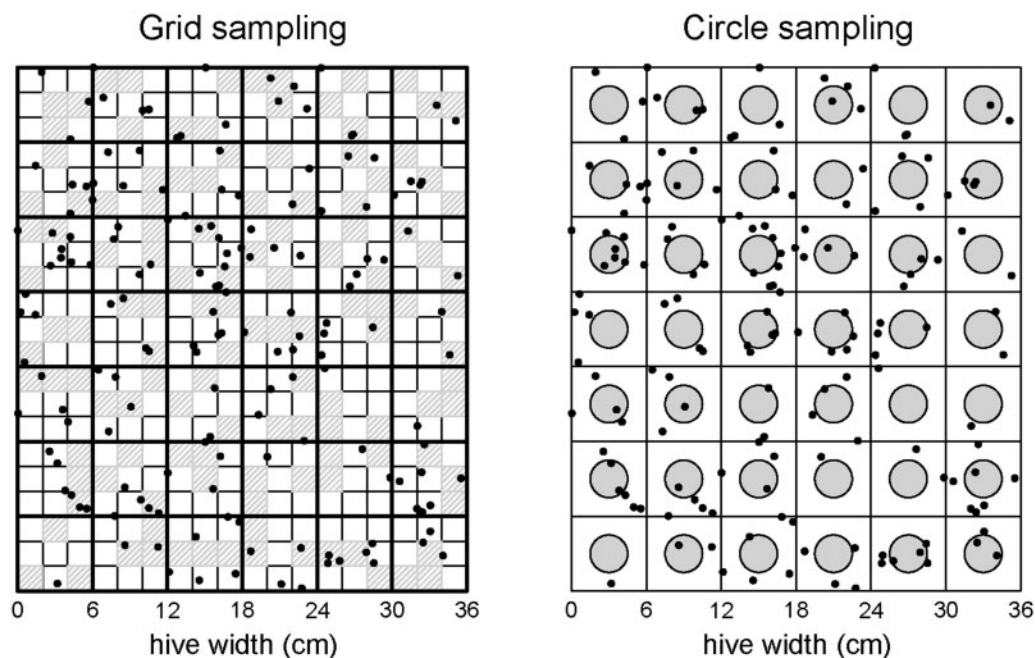 Grid sampling
Circle sampling
0 6 12 18 24 30 36
0 6 12 18 24 30 36
hive width (cm)
hive width (cm)